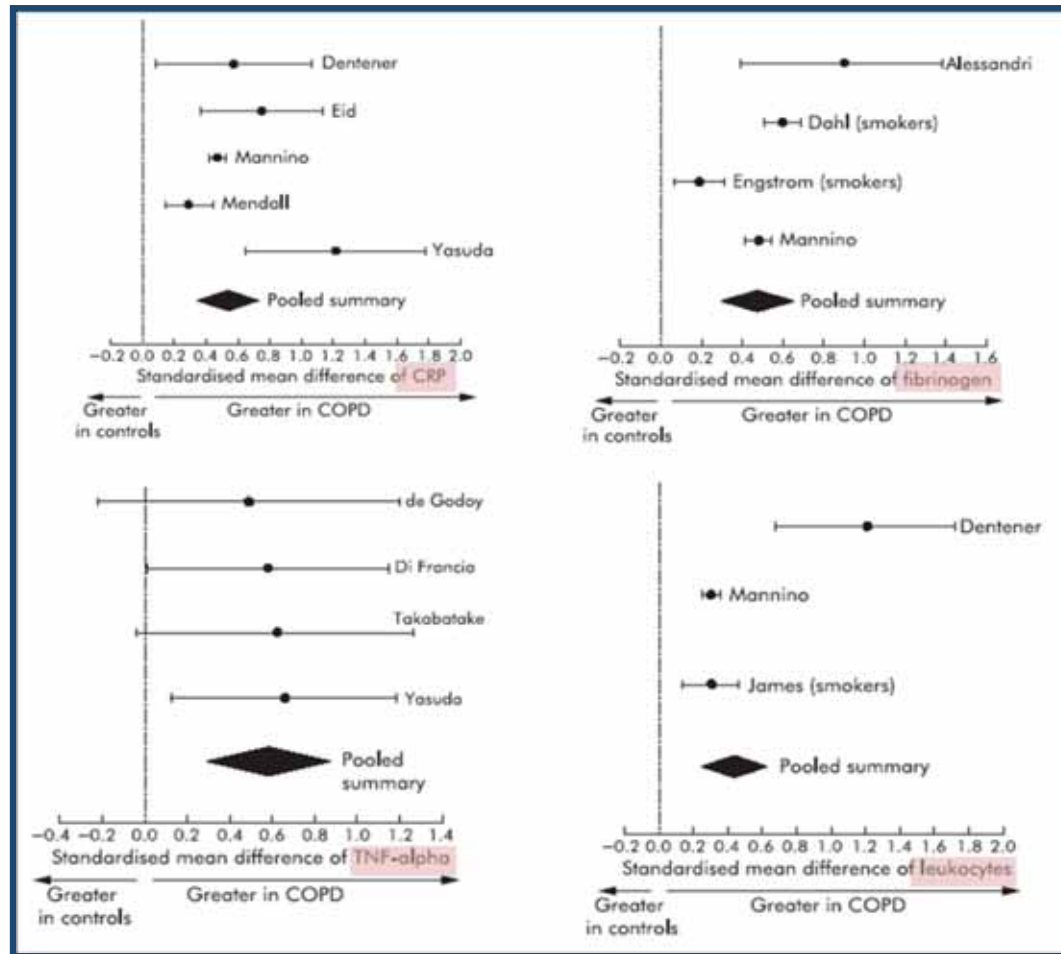 Dentener
Eid
Mannino
Mendall
Yasuda
Pooled summary
−0.2 0.0 0.2 0.4 0.6 0.8 1.0 1.2 1.4 1.6 1.8 2.0
Standardised mean difference of CRP
Greater in controls
Greater in COPD
Alessandri
Dahl (smokers)
Engstrom (smokers)
Mannino
Pooled summary
−0.2 0.0 0.2 0.4 0.6 0.8 1.0 1.2 1.4 1.6
Standardised mean difference of fibrinogen
Greater in controls
Greater in COPD
de Godoy
Di Francia
Takabatake
Yasuda
Pooled
summary
−0.4 −0.2 0.0 0.2 0.4 0.6 0.8 1.0 1.2 1.4
Standardised mean difference of TNF-alpha
Greater
in controls
Greater in COPD
Dentener
Mannino
James (smokers)
Pooled summary
−0.2 0.0 0.2 0.4 0.6 0.8 1.0 1.2 1.4 1.6 1.8 2.0
Standardised mean difference of leukocytes
Greater
in controls
Greater in COPD